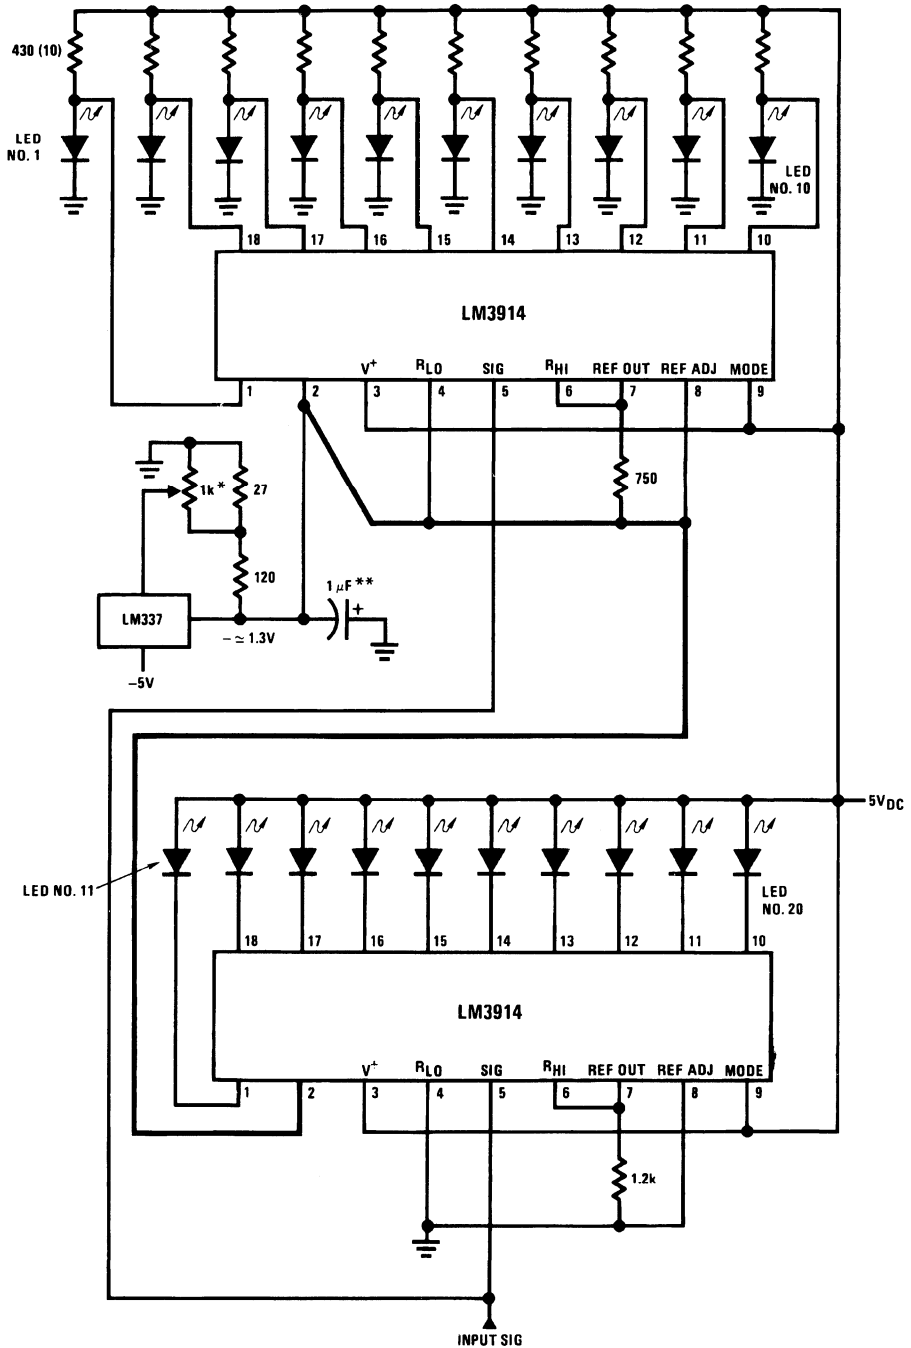 430 (10)
LED
NO. 1
LED
NO. 10
18 17 16 15 14 13 12 11 10
LM3914
V+ RLO SIG RHI REF OUT REF ADJ MODE
1 2 3 4 5 6 7 8 9
1k* 27
750
120
1 μF**
+
LM337
– ≃ 1.3V
–5V
5VDC
LED NO. 11
LED
NO. 20
18 17 16 15 14 13 12 11 10
LM3914
V+ RLO SIG RHI REF OUT REF ADJ MODE
1 2 3 4 5 6 7 8 9
1.2k
INPUT SIG